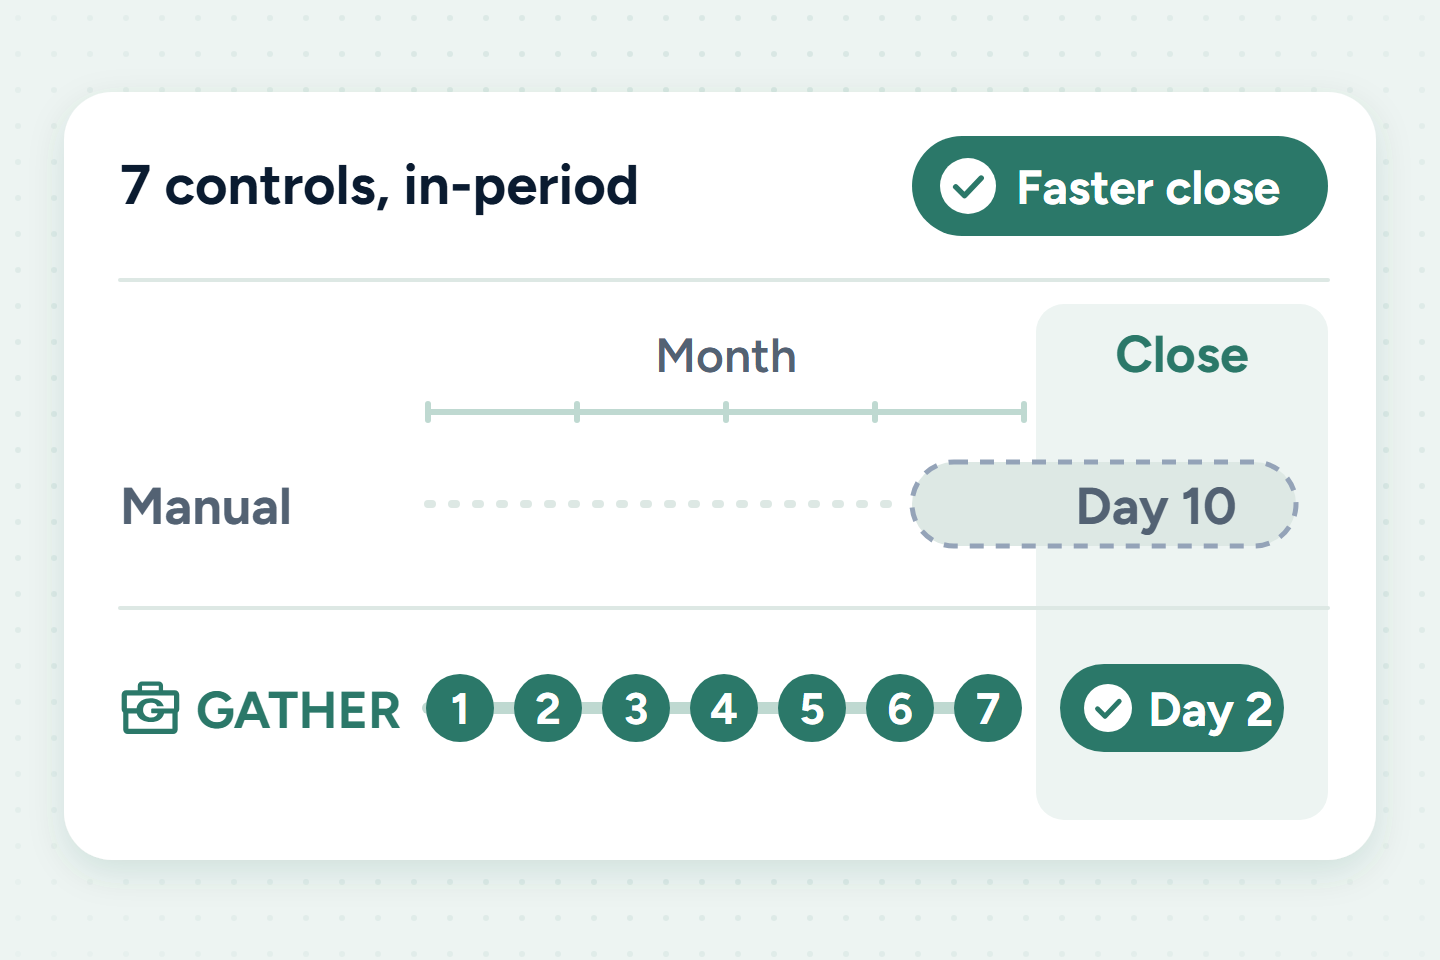 7 controls, in-period
Faster close
Month
Close
Manual
Day 10
GATHER
1 2 3 4 5 6 7
Day 2